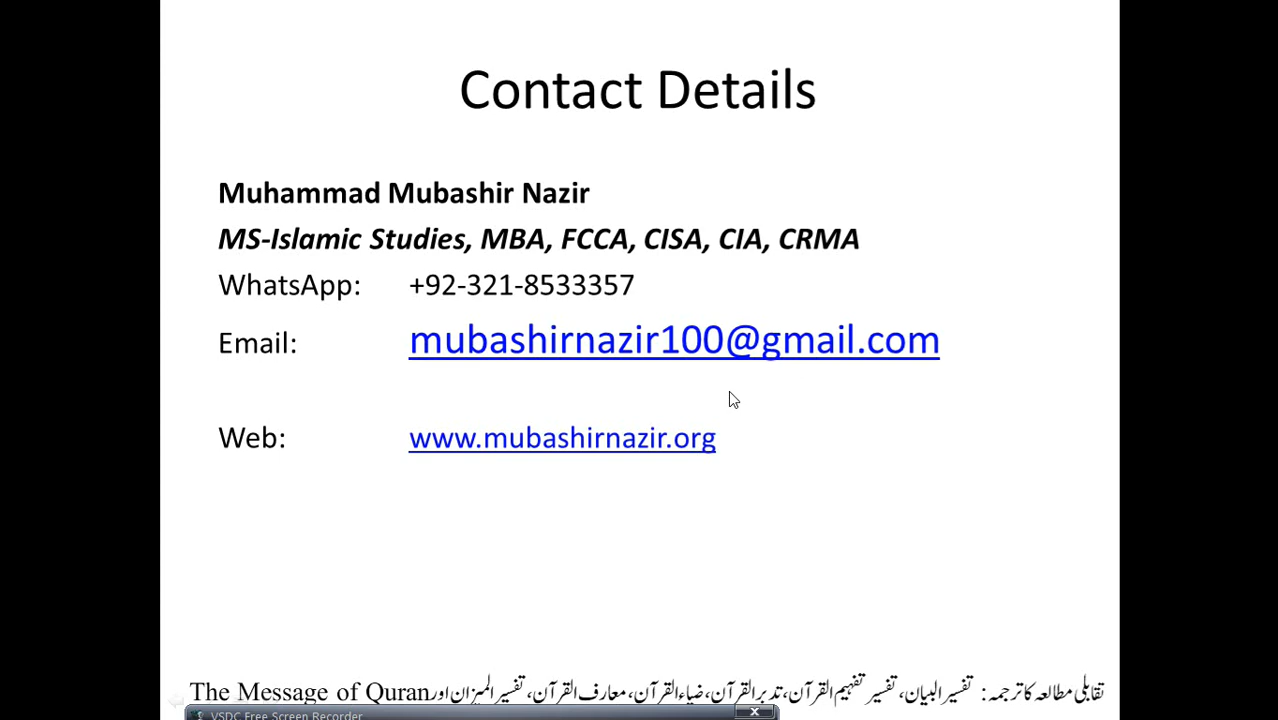 Contact Details
Muhammad Mubashir Nazir
MS-Islamic Studies, MBA, FCCA, CISA, CIA, CRMA
WhatsApp: +92-321-8533357
Email: mubashirnazir100@gmail.com
Web: www.mubashirnazir.org
تقابلی مطالعہ کا ترجمہ: تفسیر البیان، تفسیر تفہیم القرآن، تدبر القرآن، ضیاء القرآن، معارف القرآن، تفسیر المیزان اور The Message of Quran
VSDC Free Screen Recorder